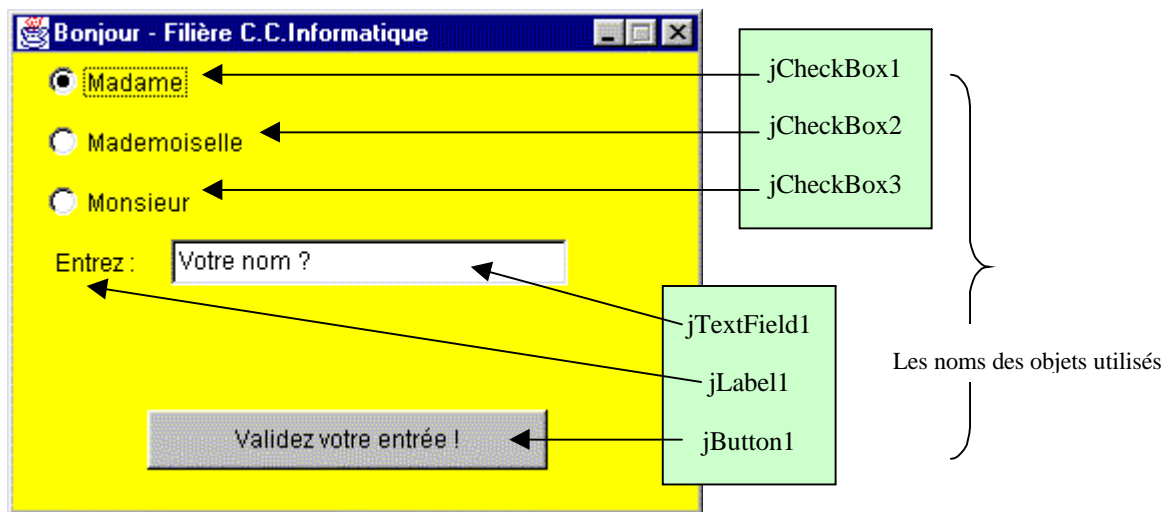 Bonjour - Filière C.C.Informatique
Madame
Mademoiselle
Monsieur
Entrez :
Votre nom ?
Validez votre entrée !
jCheckBox1
jCheckBox2
jCheckBox3
jTextField1
jLabel1
jButton1
Les noms des objets utilisés